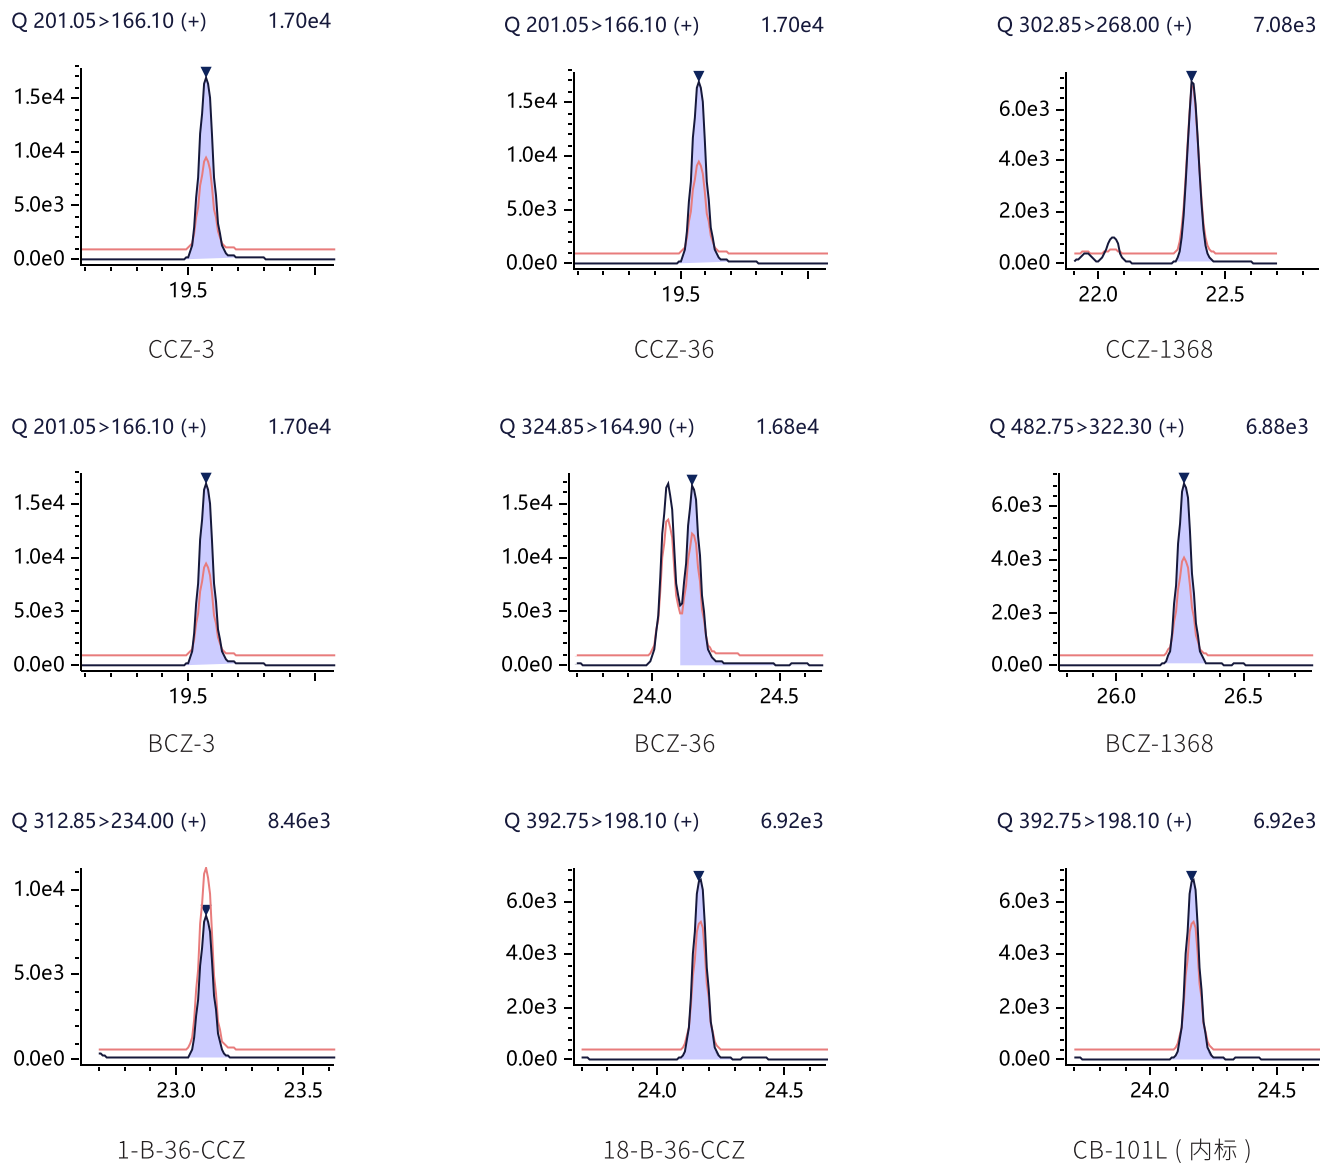 Q 201.05>166.10 (+) 1.70e4
1.5e4
1.0e4
5.0e3
0.0e0
19.5
CCZ-3
Q 201.05>166.10 (+) 1.70e4
1.5e4
1.0e4
5.0e3
0.0e0
19.5
CCZ-36
Q 302.85>268.00 (+) 7.08e3
6.0e3
4.0e3
2.0e3
0.0e0
22.0 22.5
CCZ-1368
Q 201.05>166.10 (+) 1.70e4
1.5e4
1.0e4
5.0e3
0.0e0
19.5
BCZ-3
Q 324.85>164.90 (+) 1.68e4
1.5e4
1.0e4
5.0e3
0.0e0
24.0 24.5
BCZ-36
Q 482.75>322.30 (+) 6.88e3
6.0e3
4.0e3
2.0e3
0.0e0
26.0 26.5
BCZ-1368
Q 312.85>234.00 (+) 8.46e3
1.0e4
5.0e3
0.0e0
23.0 23.5
1-B-36-CCZ
Q 392.75>198.10 (+) 6.92e3
6.0e3
4.0e3
2.0e3
0.0e0
24.0 24.5
18-B-36-CCZ
Q 392.75>198.10 (+) 6.92e3
6.0e3
4.0e3
2.0e3
0.0e0
24.0 24.5
CB-101L ( 内标 )